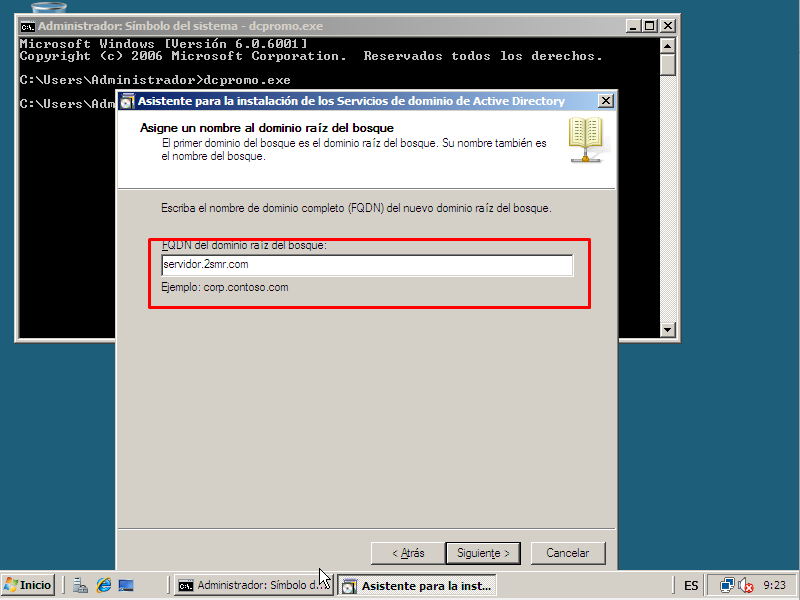 Administrador: Símbolo del sistema - dcpromo.exe
Microsoft Windows [Versión 6.0.6001]
Copyright (c) 2006 Microsoft Corporation. Reservados todos los derechos.
C:\Users\Administrador>dcpromo.exe
C:\Users\Adm
Asistente para la instalación de los Servicios de dominio de Active Directory
Asigne un nombre al dominio raíz del bosque
El primer dominio del bosque es el dominio raíz del bosque. Su nombre también es
el nombre del bosque.
Escriba el nombre de dominio completo (FQDN) del nuevo dominio raíz del bosque.
FQDN del dominio raíz del bosque:
servidor.2smr.com
Ejemplo: corp.contoso.com
< Atrás
Siguiente >
Cancelar
Inicio
Administrador: Símbolo d...
Asistente para la inst...
ES
9:23